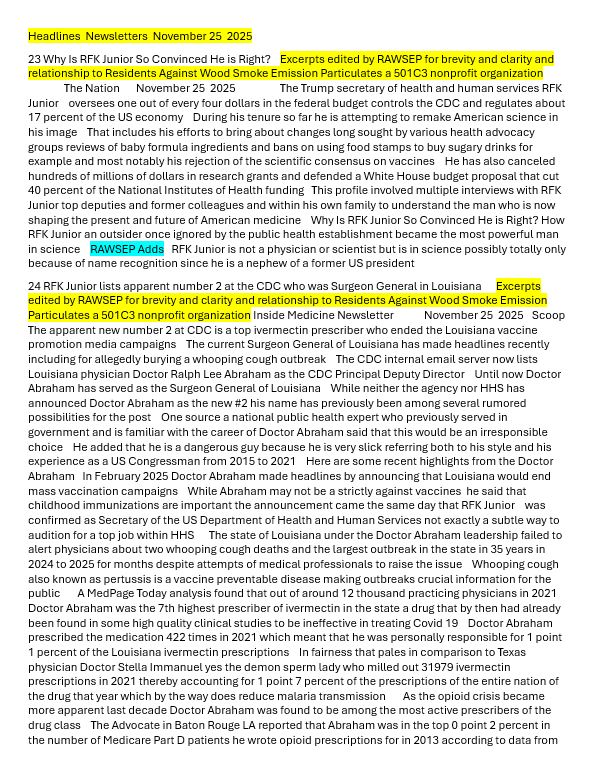 Headlines  Newsletters  November 25  2025
23 Why Is RFK Junior So Convinced He is Right?   Excerpts edited by RAWSEP for brevity and clarity and
relationship to Residents Against Wood Smoke Emission Particulates a 501C3 nonprofit organization
The Nation     November 25  2025     The Trump secretary of health and human services RFK
Junior   oversees one out of every four dollars in the federal budget controls the CDC and regulates about
17 percent of the US economy   During his tenure so far he is attempting to remake American science in
his image   That includes his efforts to bring about changes long sought by various health advocacy
groups reviews of baby formula ingredients and bans on using food stamps to buy sugary drinks for
example and most notably his rejection of the scientific consensus on vaccines   He has also canceled
hundreds of millions of dollars in research grants and defended a White House budget proposal that cut
40 percent of the National Institutes of Health funding   This profile involved multiple interviews with RFK
Junior top deputies and former colleagues and within his own family to understand the man who is now
shaping the present and future of American medicine   Why Is RFK Junior So Convinced He is Right? How
RFK Junior an outsider once ignored by the public health establishment became the most powerful man
in science   RAWSEP Adds   RFK Junior is not a physician or scientist but is in science possibly totally only
because of name recognition since he is a nephew of a former US president
24 RFK Junior lists apparent number 2 at the CDC who was Surgeon General in Louisiana     Excerpts
edited by RAWSEP for brevity and clarity and relationship to Residents Against Wood Smoke Emission
Particulates a 501C3 nonprofit organization Inside Medicine Newsletter     November 25  2025   Scoop
The apparent new number 2 at CDC is a top ivermectin prescriber who ended the Louisiana vaccine
promotion media campaigns   The current Surgeon General of Louisiana has made headlines recently
including for allegedly burying a whooping cough outbreak   The CDC internal email server now lists
Louisiana physician Doctor Ralph Lee Abraham as the CDC Principal Deputy Director   Until now Doctor
Abraham has served as the Surgeon General of Louisiana   While neither the agency nor HHS has
announced Doctor Abraham as the new #2 his name has previously been among several rumored
possibilities for the post   One source a national public health expert who previously served in
government and is familiar with the career of Doctor Abraham said that this would be an irresponsible
choice   He added that he is a dangerous guy because he is very slick referring both to his style and his
experience as a US Congressman from 2015 to 2021   Here are some recent highlights from the Doctor
Abraham   In February 2025 Doctor Abraham made headlines by announcing that Louisiana would end
mass vaccination campaigns   While Abraham may not be a strictly against vaccines  he said that
childhood immunizations are important the announcement came the same day that RFK Junior   was
confirmed as Secretary of the US Department of Health and Human Services not exactly a subtle way to
audition for a top job within HHS     The state of Louisiana under the Doctor Abraham leadership failed to
alert physicians about two whooping cough deaths and the largest outbreak in the state in 35 years in
2024 to 2025 for months despite attempts of medical professionals to raise the issue   Whooping cough
also known as pertussis is a vaccine preventable disease making outbreaks crucial information for the
public     A MedPage Today analysis found that out of around 12 thousand practicing physicians in 2021
Doctor Abraham was the 7th highest prescriber of ivermectin in the state a drug that by then had already
been found in some high quality clinical studies to be ineffective in treating Covid 19   Doctor Abraham
prescribed the medication 422 times in 2021 which meant that he was personally responsible for 1 point
1 percent of the Louisiana ivermectin prescriptions   In fairness that pales in comparison to Texas
physician Doctor Stella Immanuel yes the demon sperm lady who milled out 31979 ivermectin
prescriptions in 2021 thereby accounting for 1 point 7 percent of the prescriptions of the entire nation of
the drug that year which by the way does reduce malaria transmission     As the opioid crisis became
more apparent last decade Doctor Abraham was found to be among the most active prescribers of the
drug class   The Advocate in Baton Rouge LA reported that Abraham was in the top 0 point 2 percent in
the number of Medicare Part D patients he wrote opioid prescriptions for in 2013 according to data from